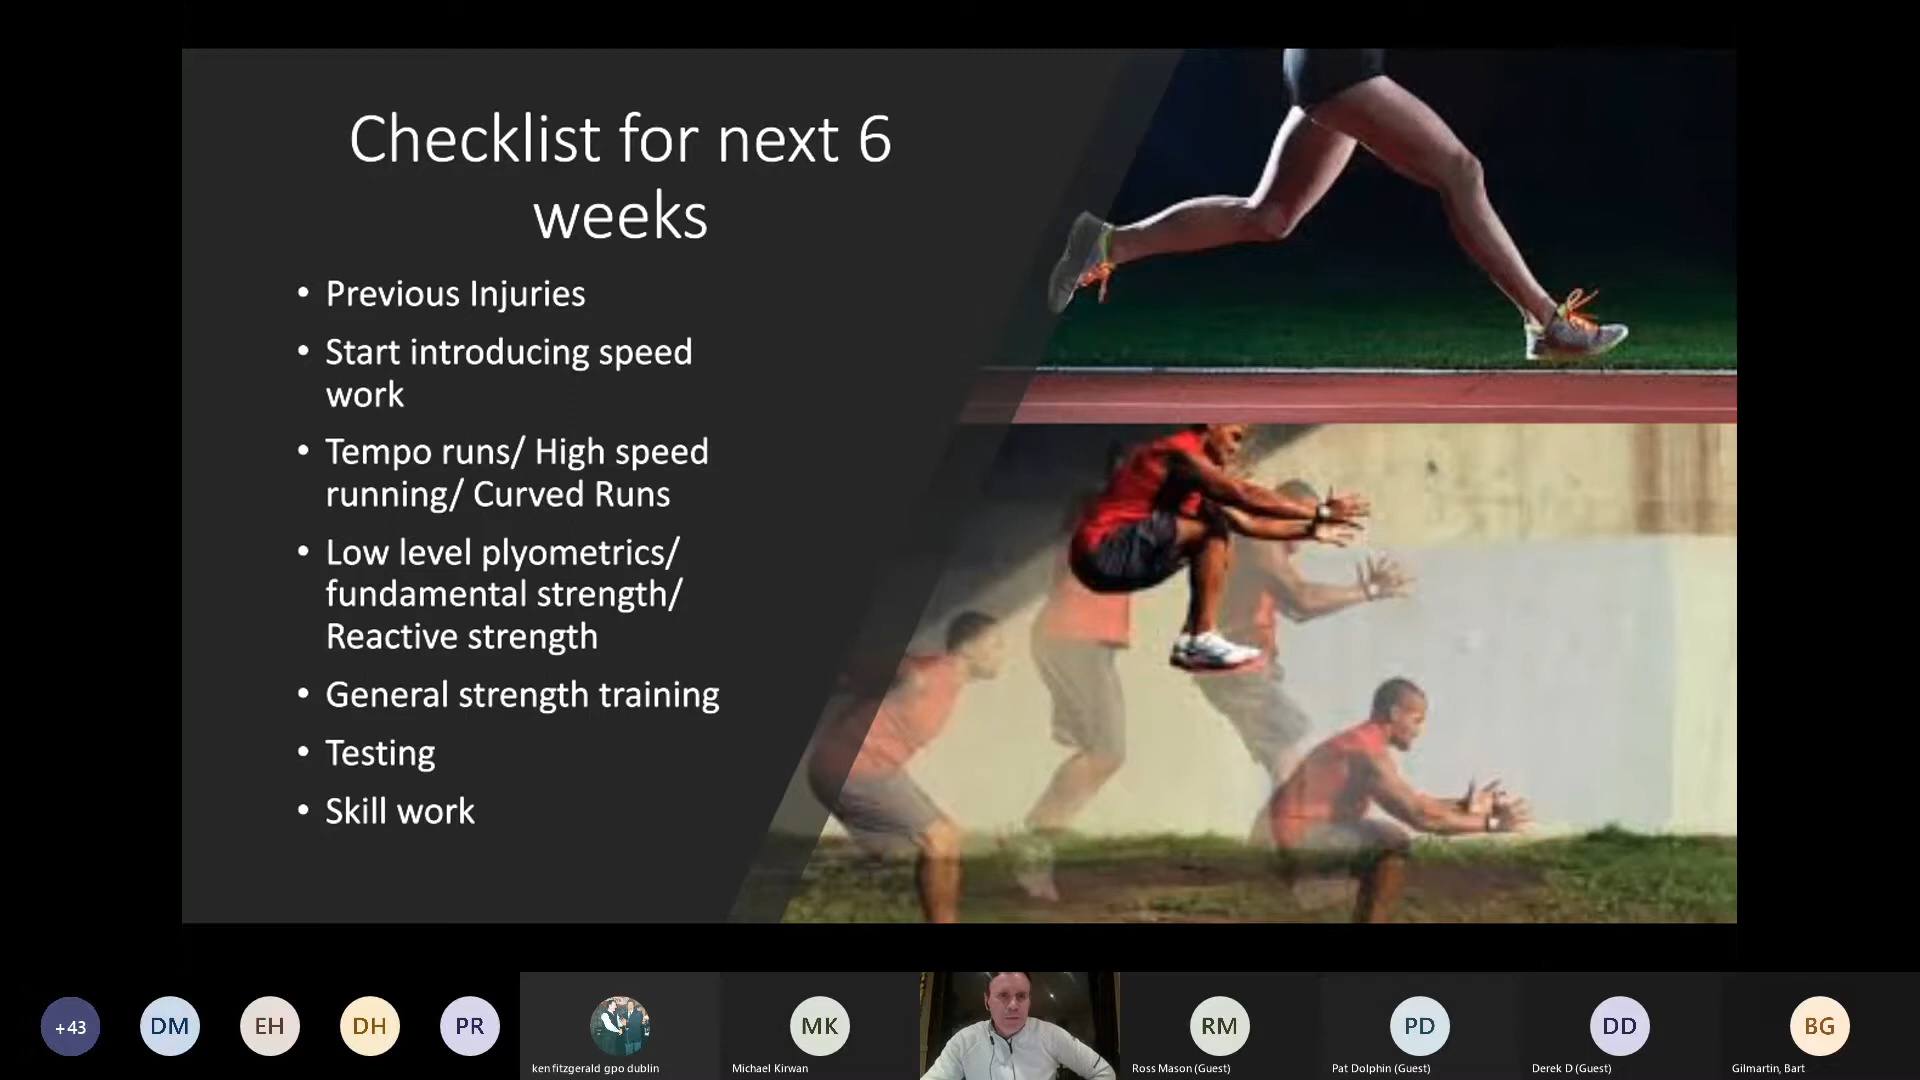 Checklist for next 6
weeks
• Previous Injuries
• Start introducing speed
work
• Tempo runs/ High speed
running/ Curved Runs
• Low level plyometrics/
fundamental strength/
Reactive strength
• General strength training
• Testing
• Skill work
+43
DM
EH
DH
PR
MK
RM
PD
DD
BG
ken fitzgerald gpo dublin
Michael Kirwan
Ross Mason (Guest)
Pat Dolphin (Guest)
Derek D (Guest)
Gilmartin, Bart